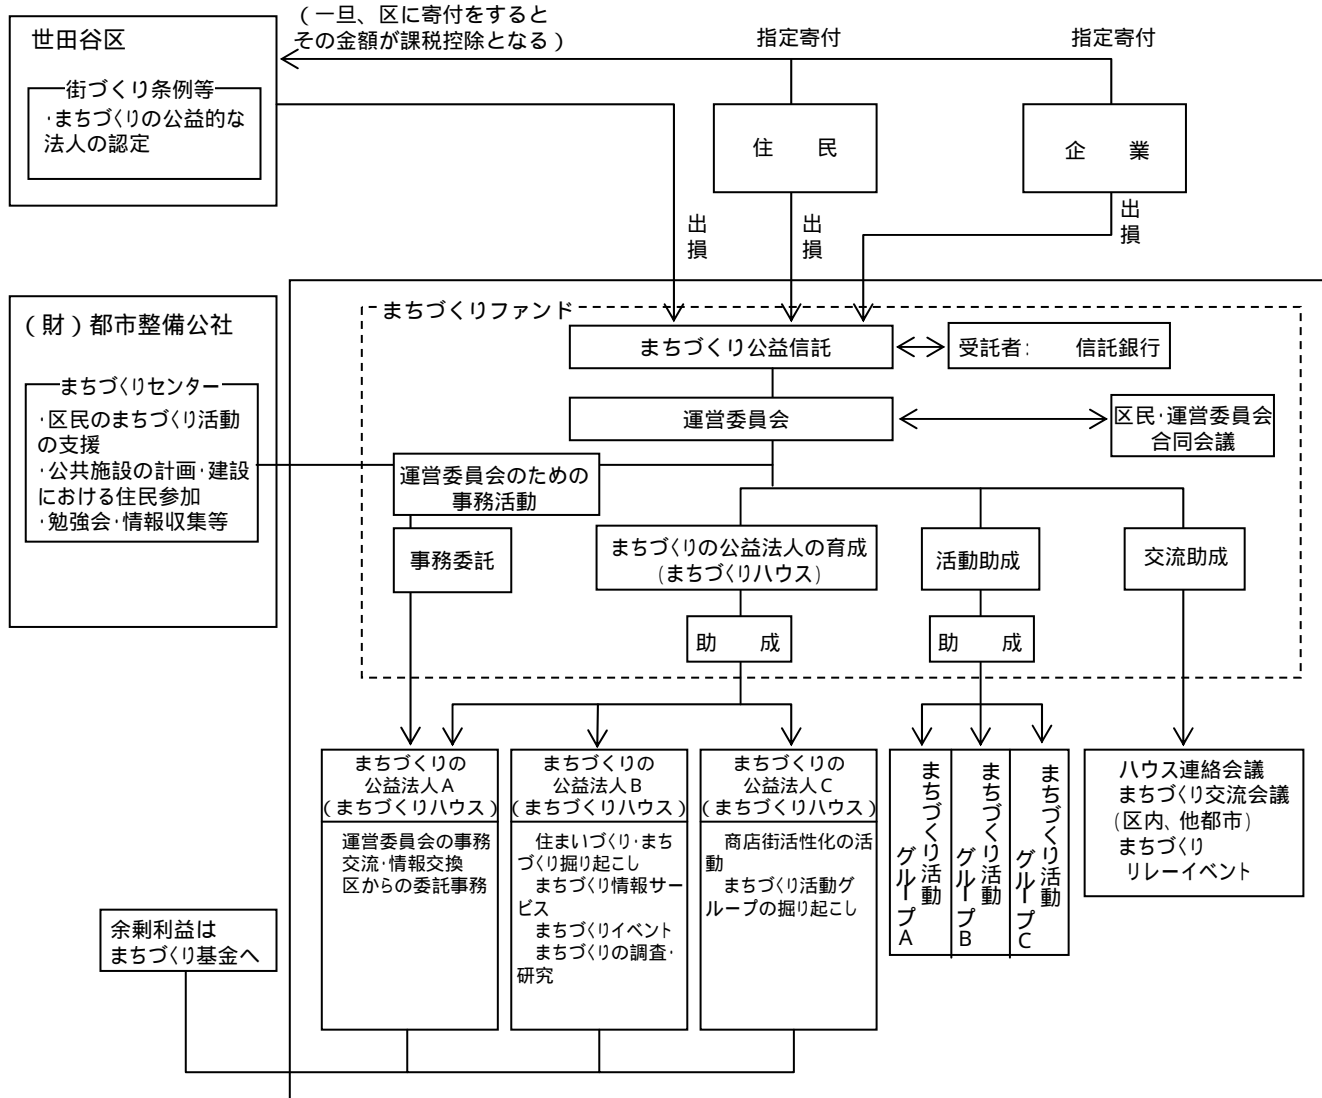 （一旦、区に寄付をすると
その金額が課税控除となる）
世田谷区
街づくり条例等
・まちづくりの公益的な
法人の認定
指定寄付
指定寄付
住　民
企　業
出損
出損
出損
（財）都市整備公社
まちづくりセンター
・区民のまちづくり活動
の支援
・公共施設の計画・建設
における住民参加
・勉強会・情報収集等
まちづくりファンド
まちづくり公益信託
受託者：　信託銀行
運営委員会
区民・運営委員会
合同会議
運営委員会のための
事務活動
事務委託
まちづくりの公益法人の育成
(まちづくりハウス)
活動助成
交流助成
助　成
助　成
まちづくりの
公益法人A
(まちづくりハウス)
運営委員会の事務
交流・情報交換
区からの委託事務
まちづくりの
公益法人B
(まちづくりハウス)
住まいづくり・まち
づくり掘り起こし
まちづくり情報サー
ビス
まちづくりイベント
まちづくりの調査・
研究
まちづくりの
公益法人C
(まちづくりハウス)
商店街活性化の活
動
まちづくり活動グ
ループの掘り起こし
まちづくり活動
グループA
まちづくり活動
グループB
まちづくり活動
グループC
ハウス連絡会議
まちづくり交流会議
(区内、他都市)
まちづくり
リレーイベント
余剰利益は
まちづくり基金へ